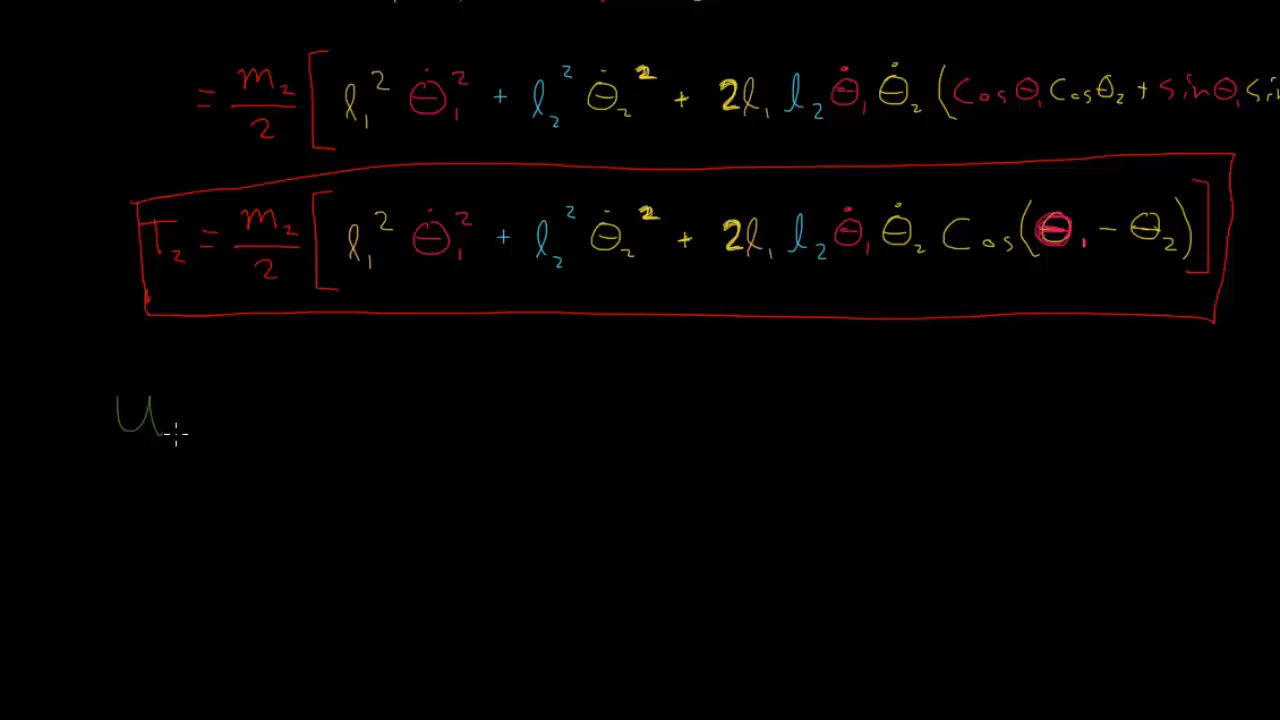 = m₂/2 [ l₁² θ̇₁² + l₂² θ̇₂² + 2l₁ l₂ θ̇₁ θ̇₂ (Cos θ₁ Cos θ₂ + Sin θ₁ Sin
T₂ = m₂/2 [ l₁² θ̇₁² + l₂² θ̇₂² + 2l₁ l₂ θ̇₁ θ̇₂ Cos(θ₁ - θ₂) ]
U